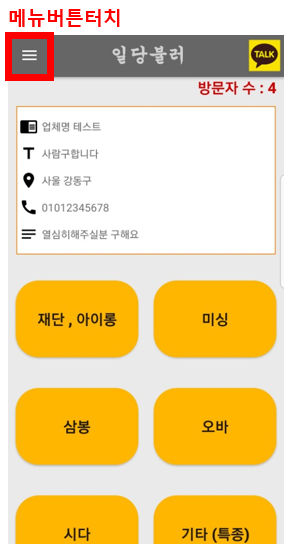 메뉴버튼터치
일당불러
TALK
방문자 수 : 4
업체명 테스트
사람구합니다
사울 강동구
01012345678
열심히해주실분 구해요
재단 , 아이롱
미싱
삼봉
오바
시다
기타 (특종)